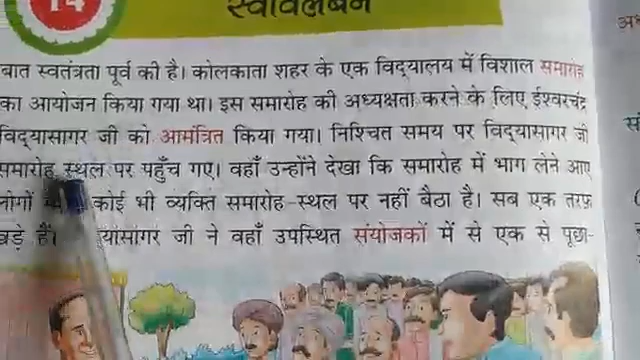 14
स्वावलंबन
बात स्वतंत्रता पूर्व की है। कोलकाता शहर के एक विद्यालय में विशाल समारोह
का आयोजन किया गया था। इस समारोह की अध्यक्षता करने के लिए ईश्वरचंद्र
विद्यासागर जी को आमंत्रित किया गया। निश्चित समय पर विद्यासागर जी
समारोह स्थल पर पहुँच गए। वहाँ उन्होंने देखा कि समारोह में भाग लेने आए
लोगों कोई भी व्यक्ति समारोह-स्थल पर नहीं बैठा है। सब एक तरफ़
खड़े हैं। यासागर जी ने वहाँ उपस्थित संयोजकों में से एक से पूछा-